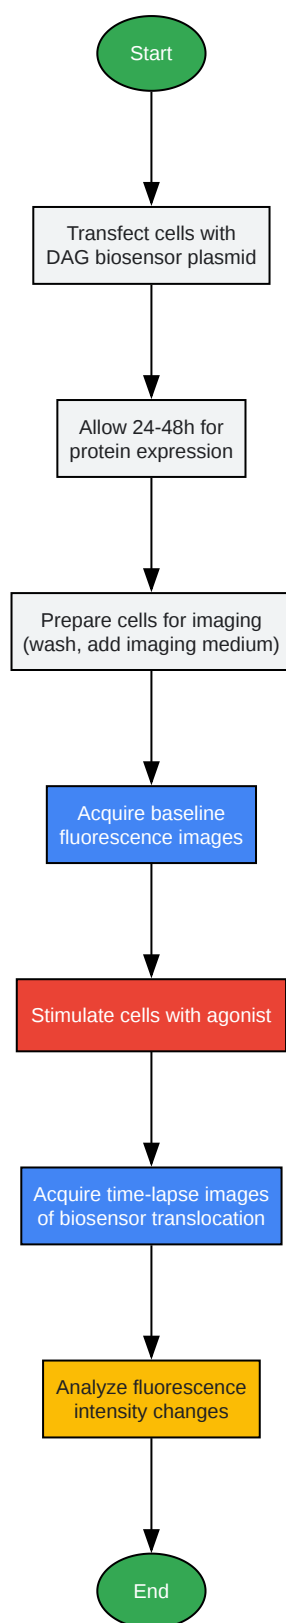 Start
Transfect cells with
DAG biosensor plasmid
Allow 24-48h for
protein expression
Prepare cells for imaging
(wash, add imaging medium)
Acquire baseline
fluorescence images
Stimulate cells with agonist
Acquire time-lapse images
of biosensor translocation
Analyze fluorescence
intensity changes
End